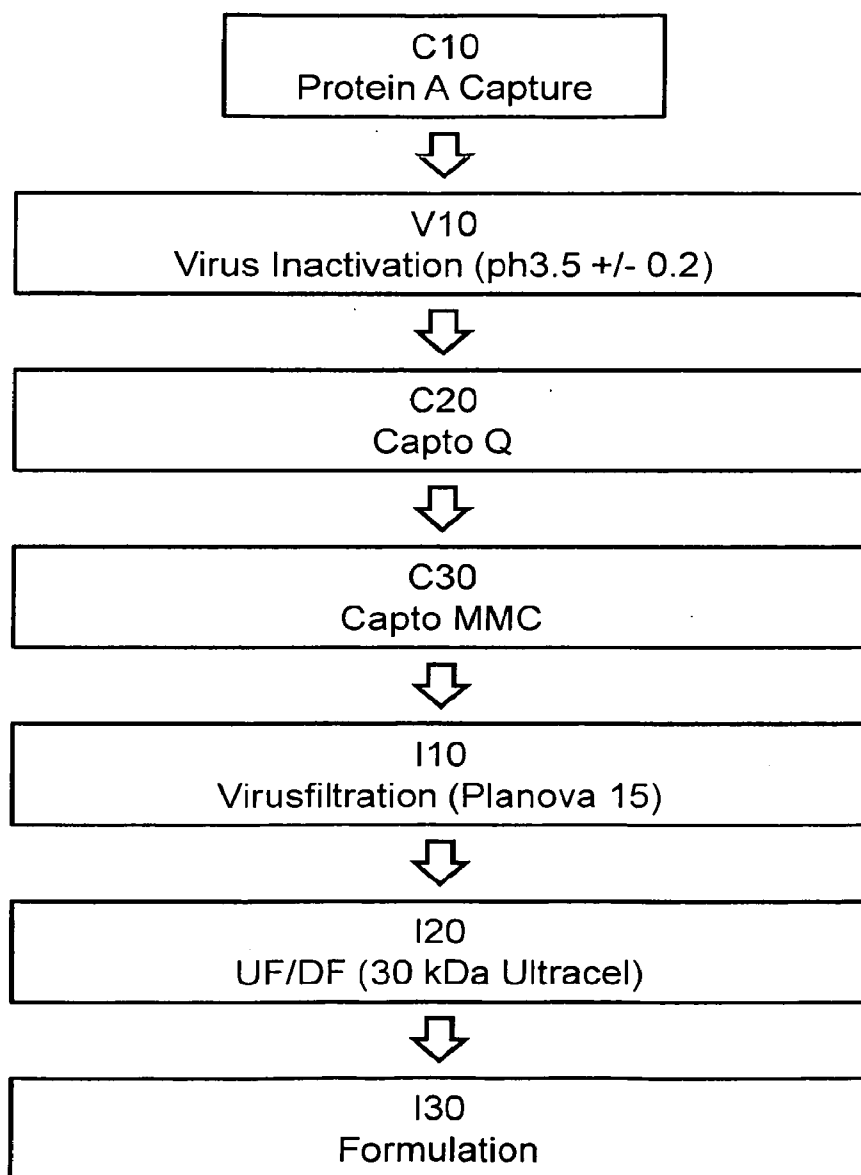 C10
Protein A Capture
V10
Virus Inactivation (ph3.5 +/- 0.2)
C20
Capto Q
C30
Capto MMC
I10
Virusfiltration (Planova 15)
I20
UF/DF (30 kDa Ultracel)
I30
Formulation